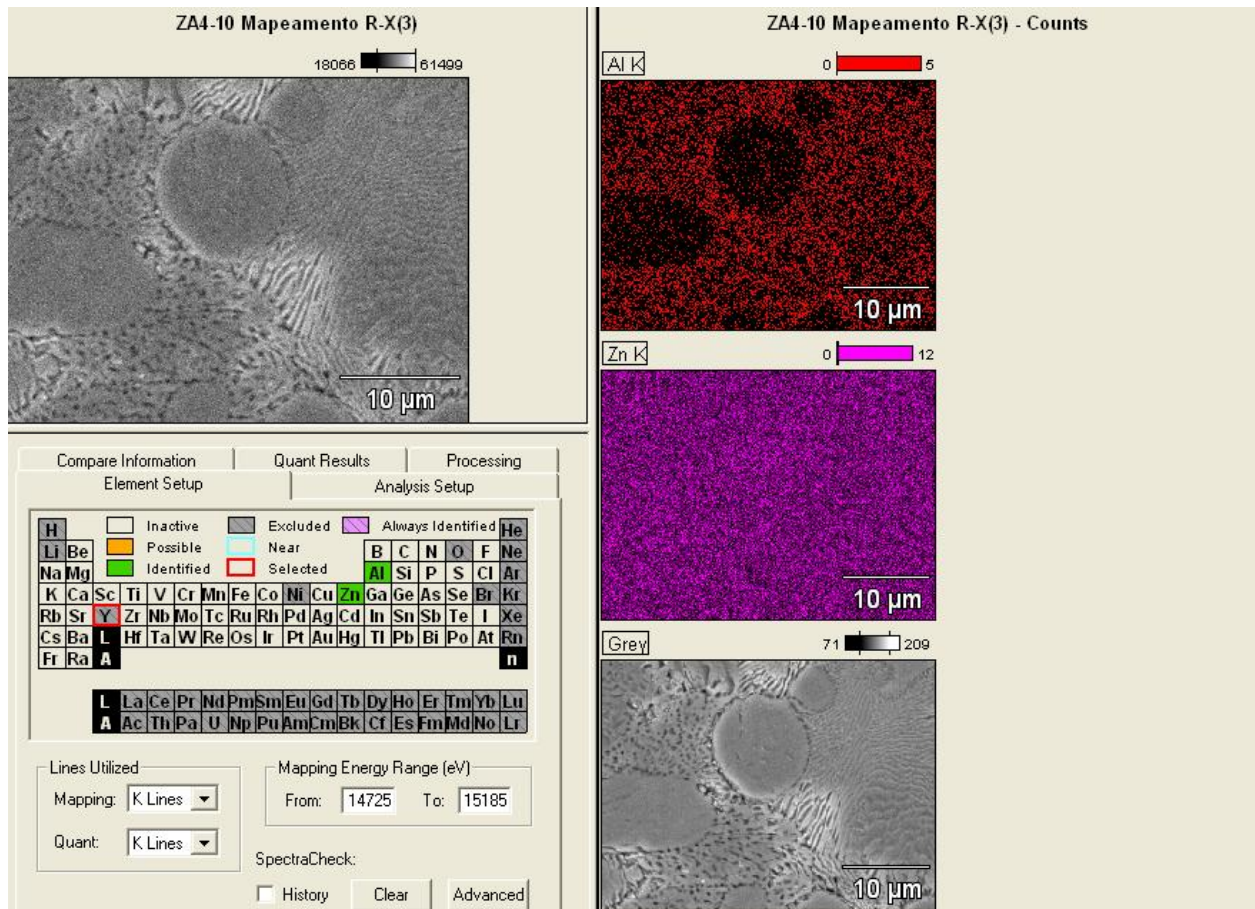 ZA4-10 Mapeamento R-X(3)
18066 61499
10 µm
ZA4-10 Mapeamento R-X(3) - Counts
Al K 0 5
10 µm
Zn K 0 12
10 µm
Grey 71 209
10 µm
Compare Information Quant Results Processing
Element Setup Analysis Setup
H Inactive Excluded Always Identified He
Li Be Possible Near B C N O F Ne
Na Mg Identified Selected Al Si P S Cl Ar
K Ca Sc Ti V Cr Mn Fe Co Ni Cu Zn Ga Ge As Se Br Kr
Rb Sr Y Zr Nb Mo Tc Ru Rh Pd Ag Cd In Sn Sb Te I Xe
Cs Ba L Hf Ta W Re Os Ir Pt Au Hg Tl Pb Bi Po At Rn
Fr Ra A n
L La Ce Pr Nd Pm Sm Eu Gd Tb Dy Ho Er Tm Yb Lu
A Ac Th Pa U Np Pu Am Cm Bk Cf Es Fm Md No Lr
Lines Utilized Mapping Energy Range (eV)
Mapping: K Lines From: 14725 To: 15185
Quant: K Lines
SpectraCheck:
History Clear Advanced